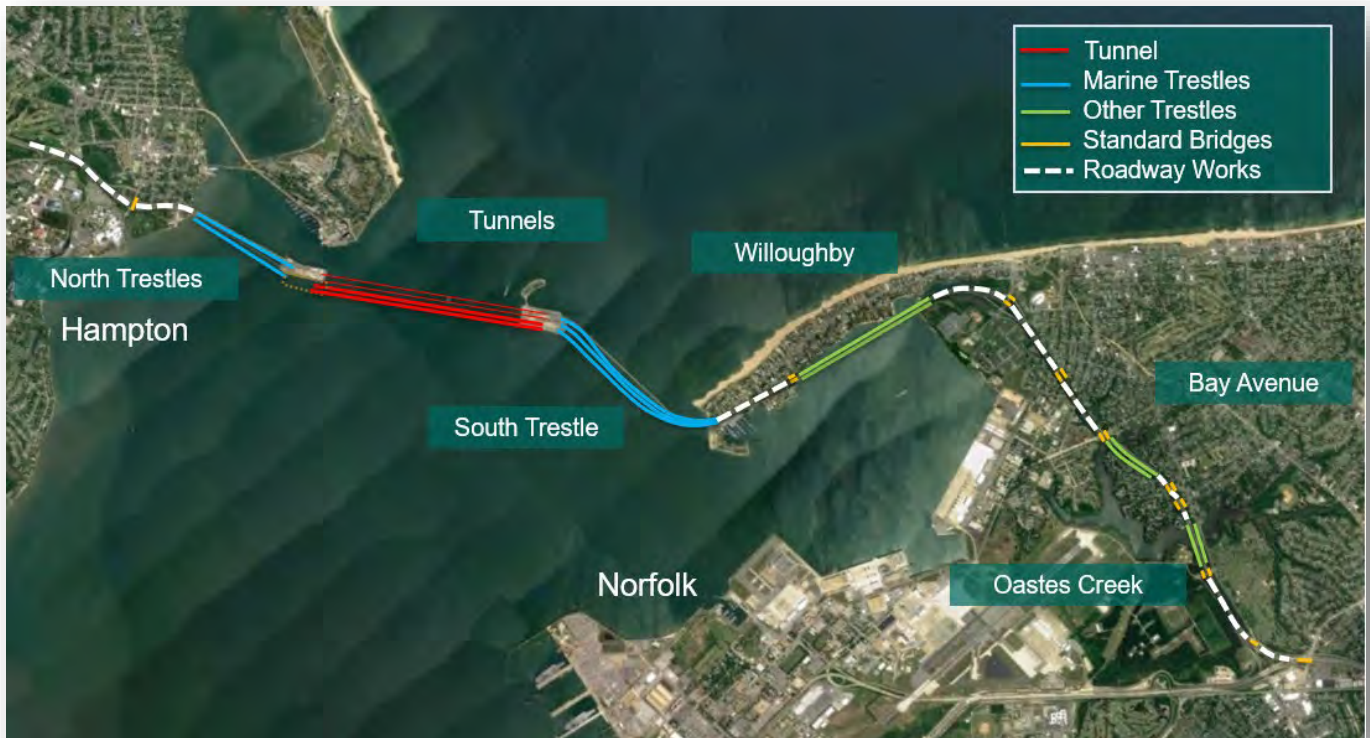 Tunnel
Marine Trestles
Other Trestles
Standard Bridges
Roadway Works
Tunnels
Willoughby
North Trestles
Hampton
Bay Avenue
South Trestle
Norfolk
Oastes Creek